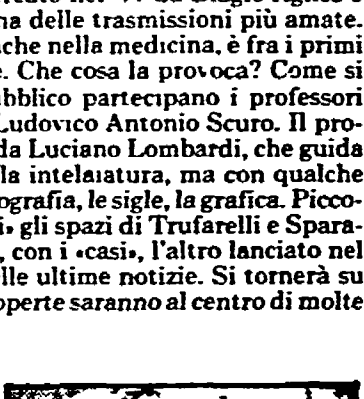 na delle trasmissioni più amate.
che nella medicina, è fra i primi
e. Che cosa la provoca? Come si
bblico partecipano i professori
Ludovico Antonio Scuro. Il pro-
da Luciano Lombardi, che guida
la intelaiatura, ma con qualche
ografia, le sigle, la grafica. Picco-
i» gli spazi di Trufarelli e Spara-
, con i «casi», l'altro lanciato nel
lle ultime notizie. Si tornerà su
operte saranno al centro di molte